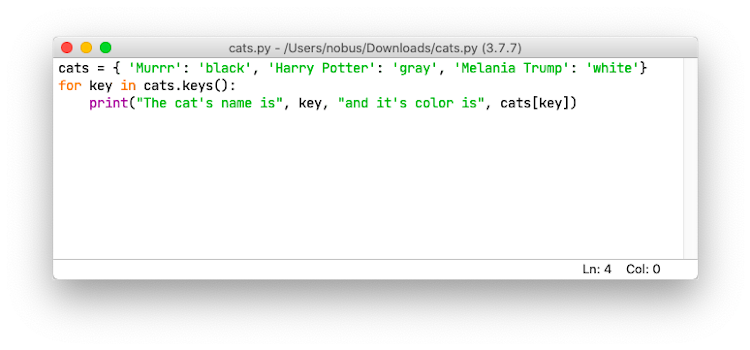 cats.py - /Users/nobus/Downloads/cats.py (3.7.7)
cats = { 'Murrr': 'black', 'Harry Potter': 'gray', 'Melania Trump': 'white'}
for key in cats.keys():
    print("The cat's name is", key, "and it's color is", cats[key])
Ln: 4 Col: 0